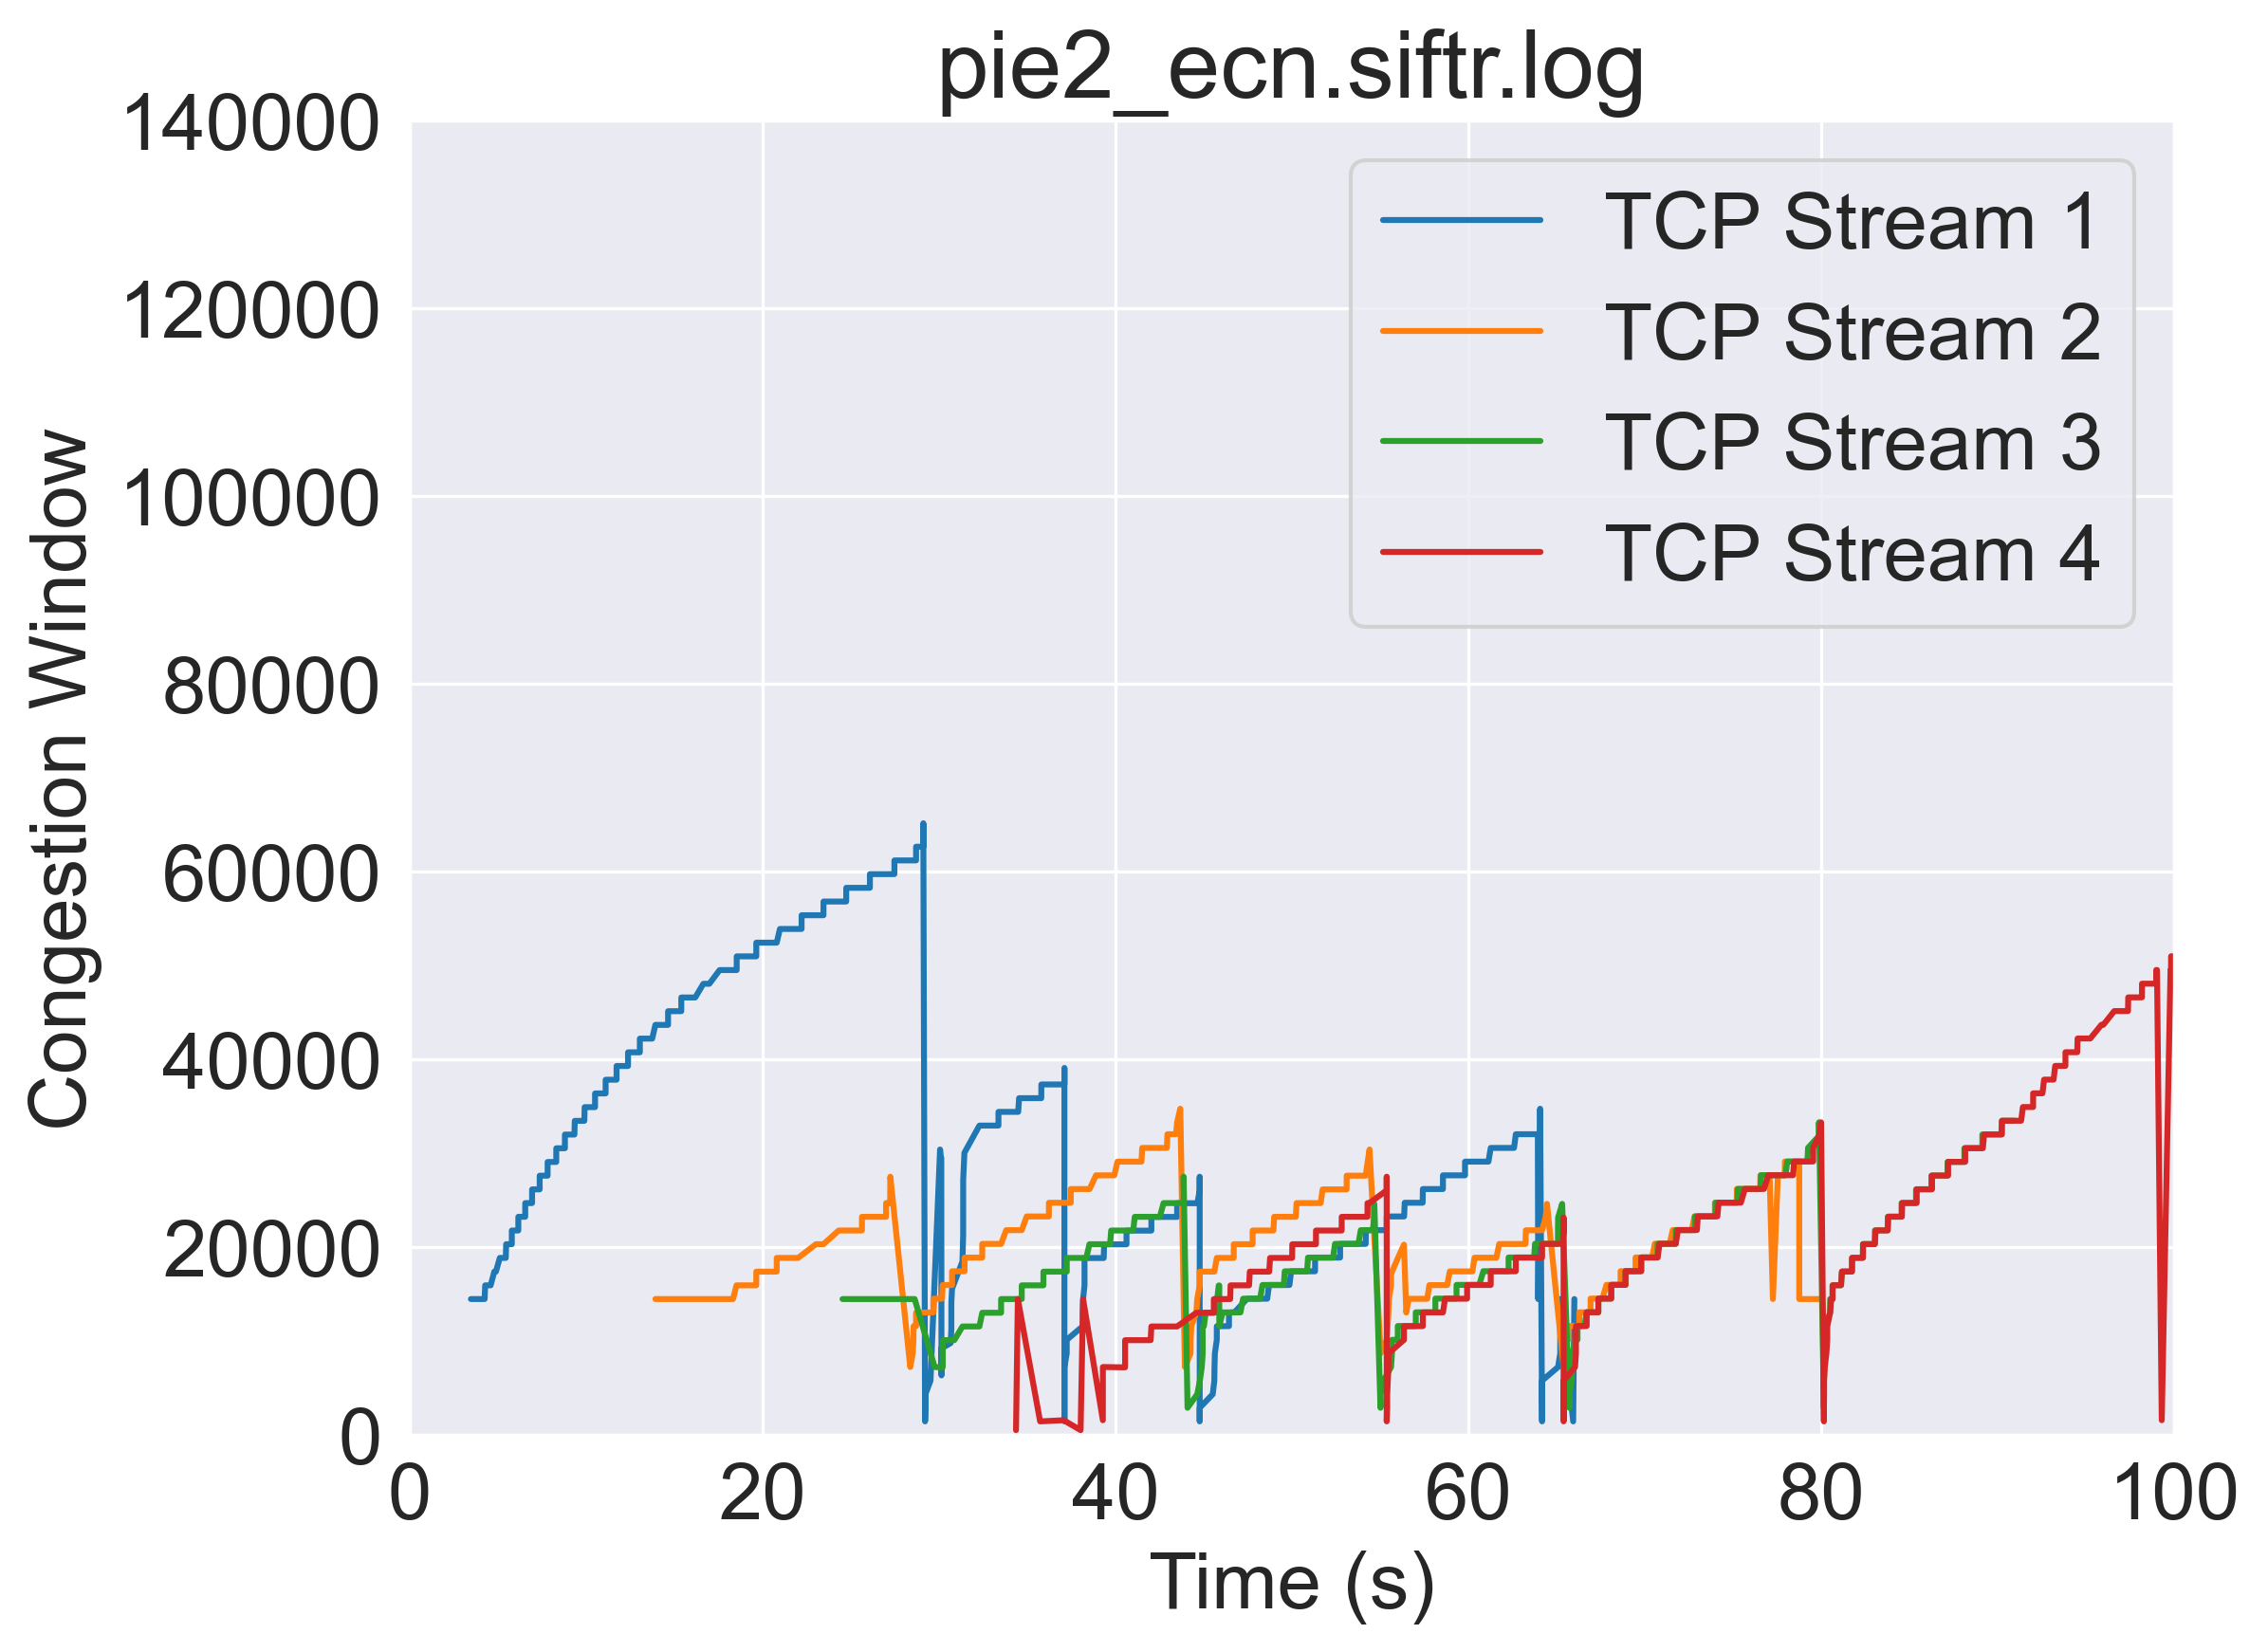 pie2_ecn.siftr.log
140000
120000
100000
80000
60000
40000
20000
0
Congestion Window
TCP Stream 1
TCP Stream 2
TCP Stream 3
TCP Stream 4
0 20 40 60 80 100
Time (s)